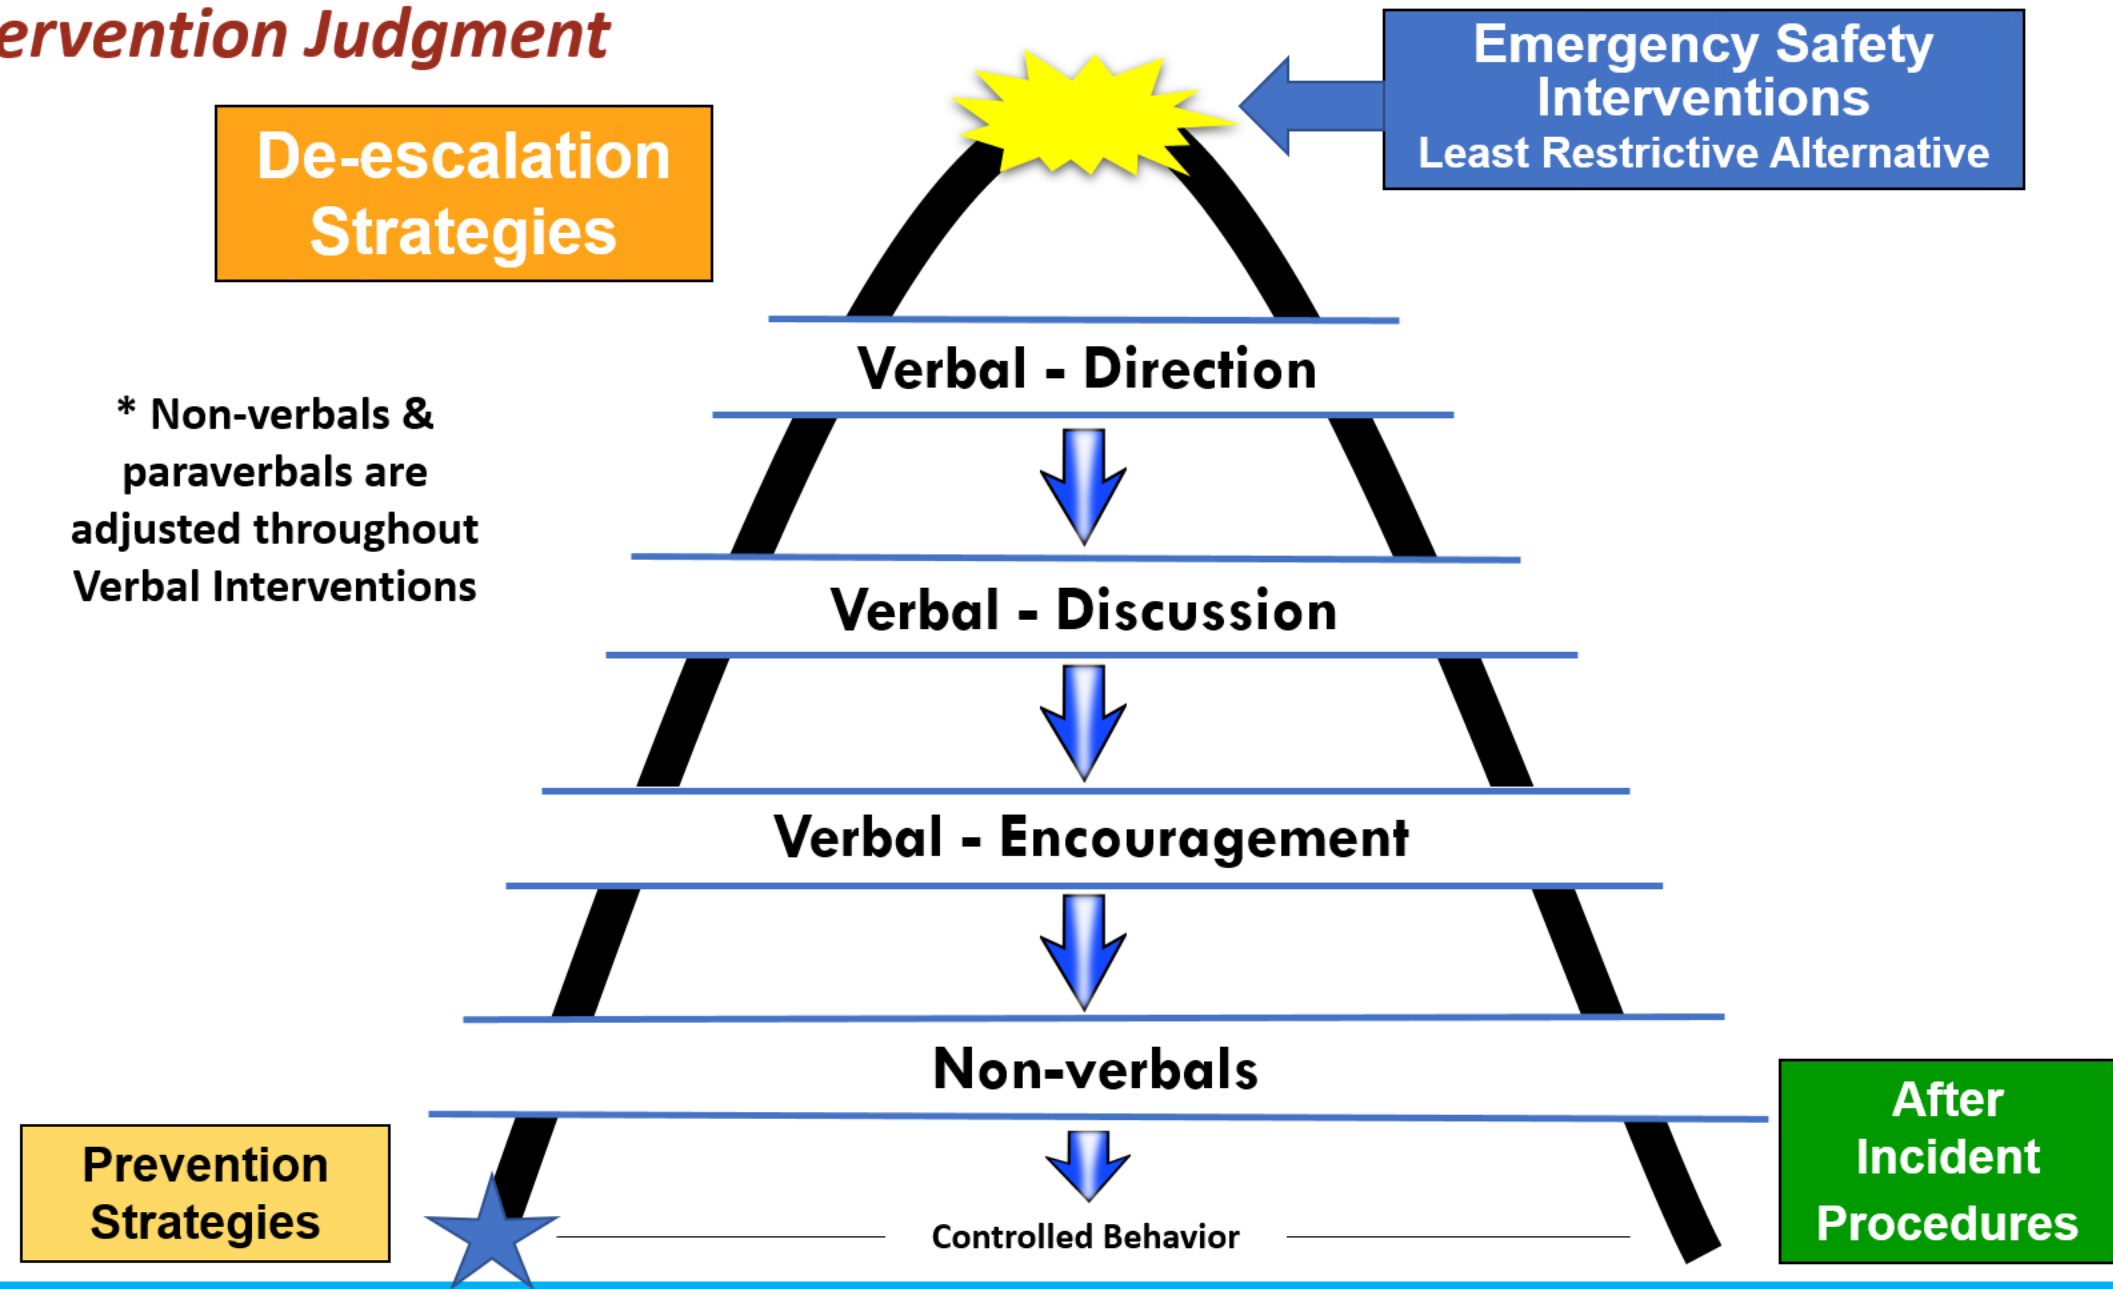 ervention Judgment
Emergency Safety
Interventions
Least Restrictive Alternative
De-escalation
Strategies
Verbal - Direction
* Non-verbals &
paraverbals are
adjusted throughout
Verbal Interventions
Verbal - Discussion
Verbal - Encouragement
Non-verbals
Prevention
Strategies
Controlled Behavior
After
Incident
Procedures